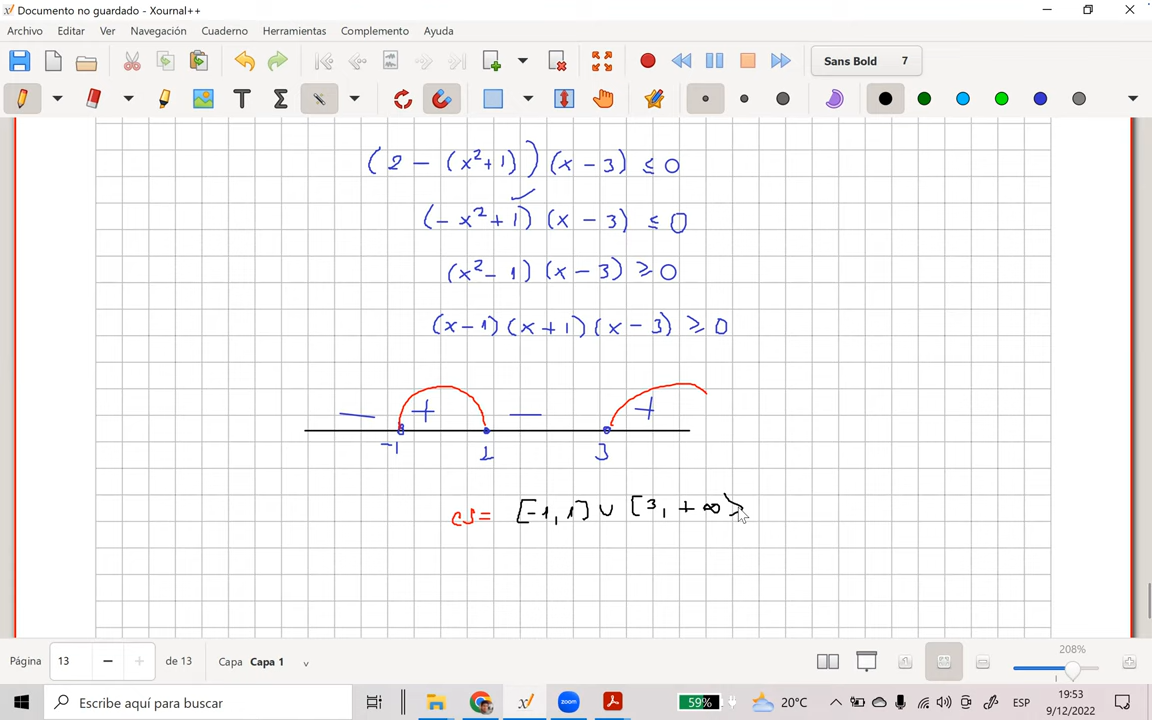 Documento no guardado - Xournal++
Archivo Editar Ver Navegación Cuaderno Herramientas Complemento Ayuda
Sans Bold 7
(2 - (x²+1))(x - 3) ≤ 0
(- x² + 1)(x - 3) ≤ 0
(x² - 1)(x - 3) ≥ 0
(x - 1)(x + 1)(x - 3) ≥ 0
— + — +
-1 1 3
CS= [-1, 1] ∪ [3, +∞>
208%
Página 13 de 13 Capa Capa 1
Escribe aquí para buscar 59% 20°C ESP 19:53
9/12/2022